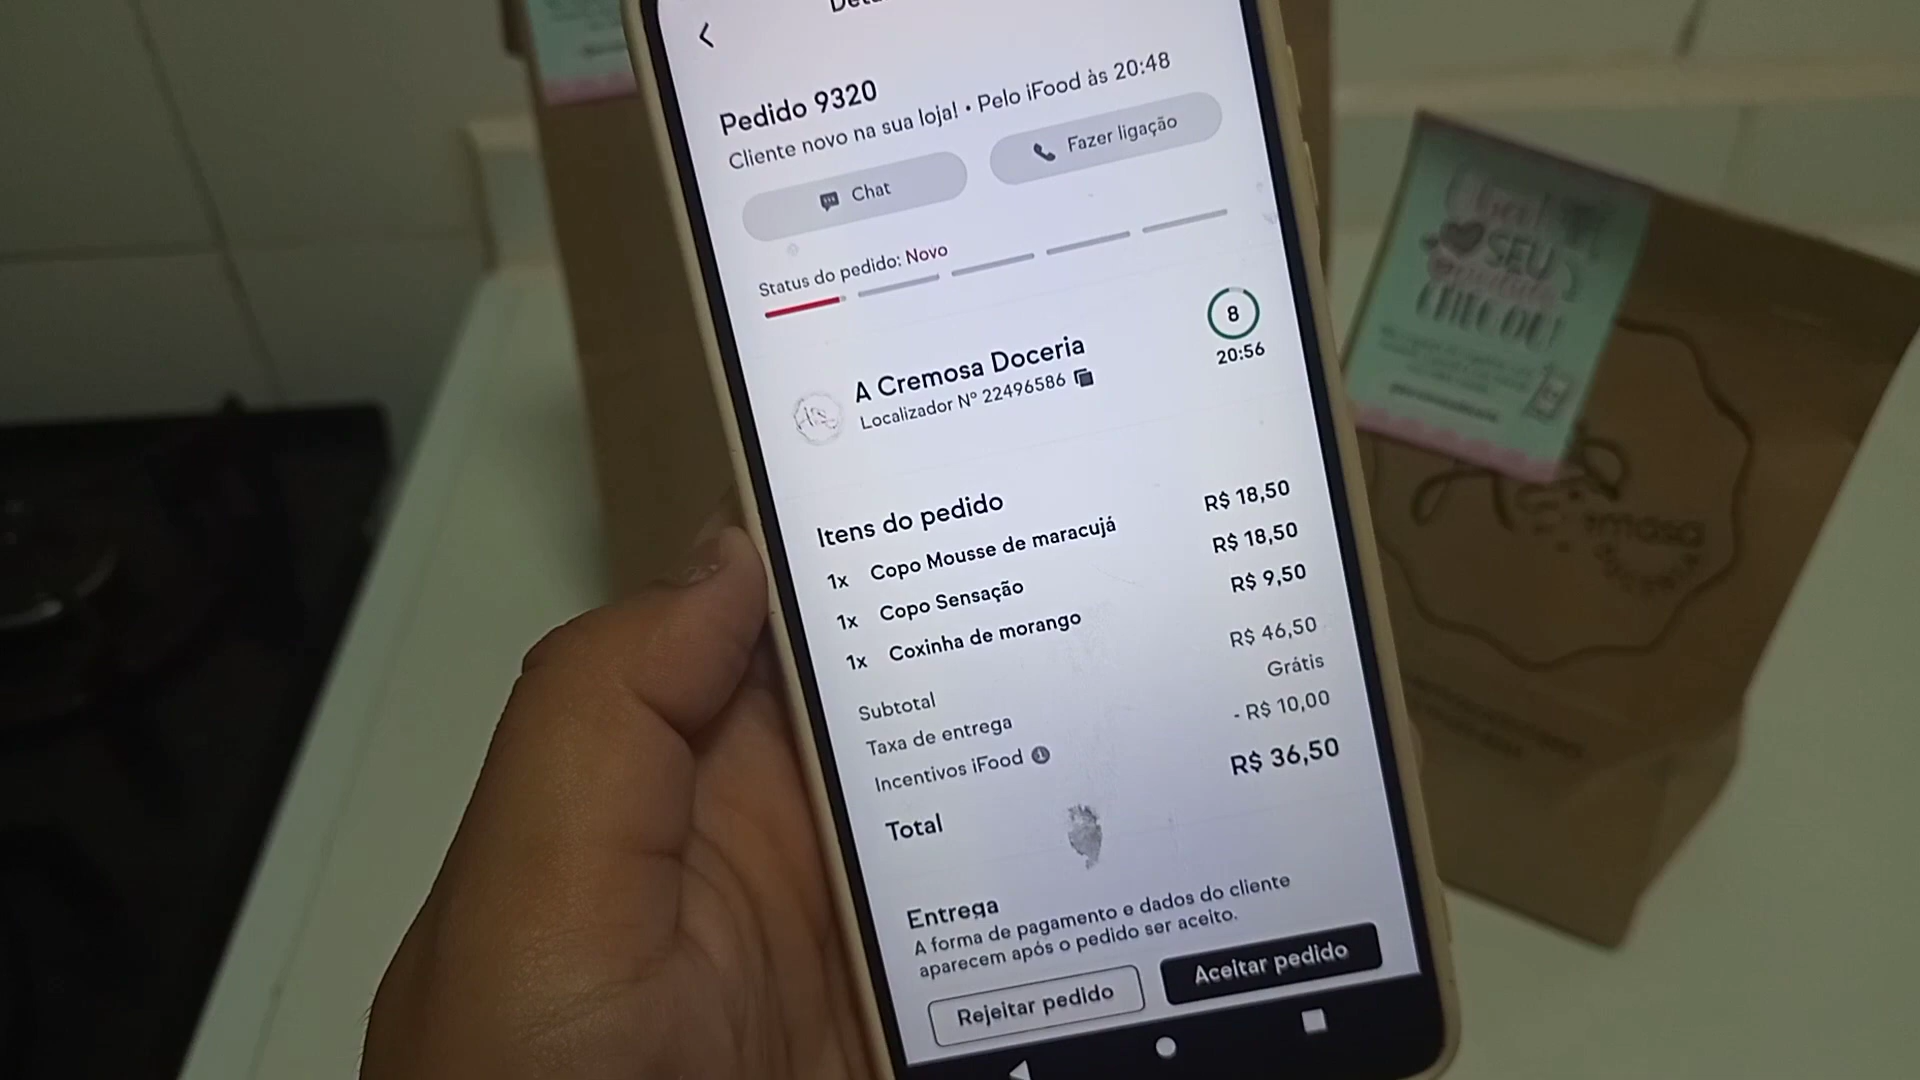 Pedido 9320
Cliente novo na sua loja! • Pelo iFood às 20:48
Chat
Fazer ligação
Status do pedido: Novo
8
20:56
A Cremosa Doceria
Localizador Nº 22496586
Itens do pedido
1x Copo Mousse de maracujá R$ 18,50
1x Copo Sensação R$ 18,50
1x Coxinha de morango R$ 9,50
Subtotal R$ 46,50
Taxa de entrega Grátis
Incentivos iFood - R$ 10,00
Total R$ 36,50
Entrega
A forma de pagamento e dados do cliente
aparecem após o pedido ser aceito.
Rejeitar pedido
Aceitar pedido
SEU